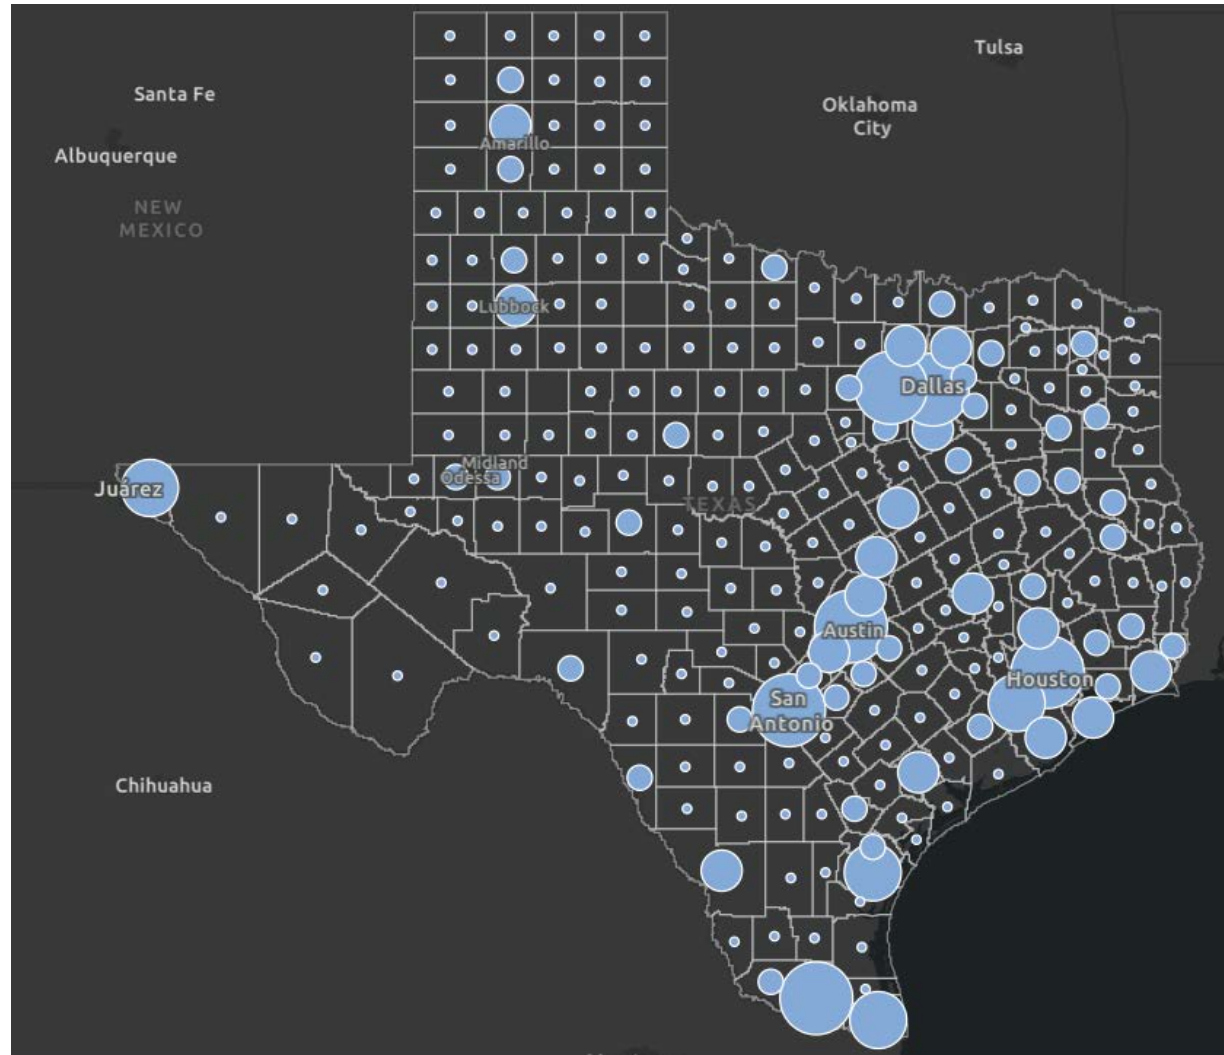 Tulsa
Santa Fe
Oklahoma
City
Amarillo
Albuquerque
NEW
MEXICO
Lubbock
Dallas
Midland
Odessa
Juárez
TEXAS
Austin
Houston
San
Antonio
Chihuahua